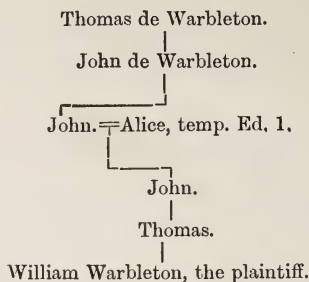 Thomas de Warbleton.
John de Warbleton.
John.=Alice, temp. Ed. 1.
John.
Thomas.
William Warbleton, the plaintiff.